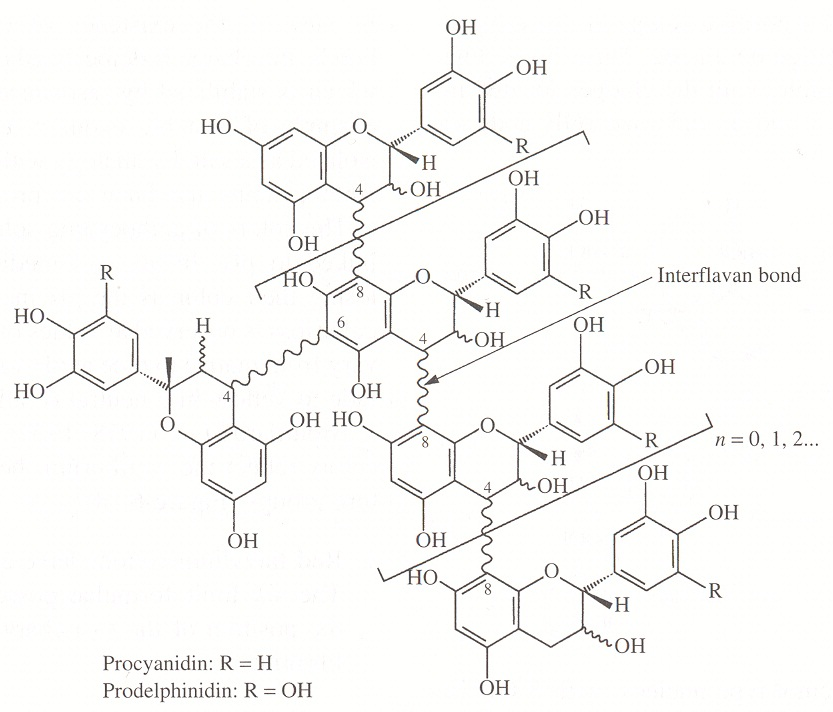 OH
OH
HO
O
R
H
4
OH
OH
OH
OH
HO
8
O
R
Interflavan bond
R
H
HO
H
6
4
OH
OH
HO
4
OH
OH
HO
O
OH
HO
8
O
R
n = 0, 1, 2...
H
OH
4
OH
OH
OH
OH
HO
8
O
R
H
OH
OH
Procyanidin: R = H
Prodelphinidin: R = OH